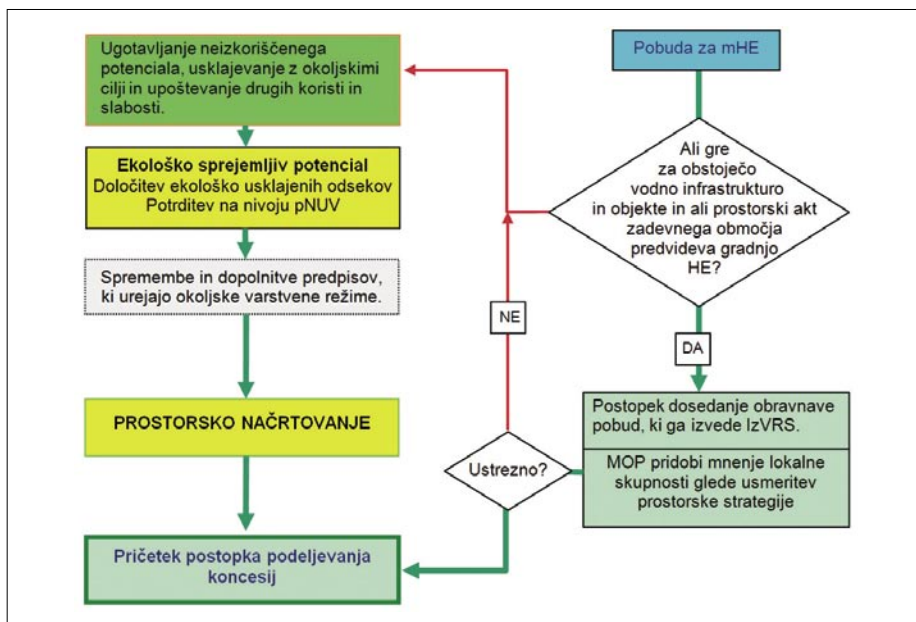 Ugotavljanje neizkoriščenega
potenciala, usklajevanje z okoljskimi
cilji in upoštevanje drugih koristi in
slabosti.
Ekološko sprejemljiv potencial
Določitev ekološko usklajenih odsekov
Potrditev na nivoju pNUV
Spremembe in dopolnitve predpisov,
ki urejajo okoljske varstvene režime.
PROSTORSKO NAČRTOVANJE
Pričetek postopka podeljevanja
koncesij
Pobuda za mHE
Ali gre
za obstoječo
vodno infrastrukturo
in objekte in ali prostorski akt
zadevnega območja
predvideva gradnjo
HE?
NE
DA
Postopek dosedanje obravnave
pobud, ki ga izvede IzVRS.
MOP pridobi mnenje lokalne
skupnosti glede usmeritev
prostorske strategije
Ustrezno?